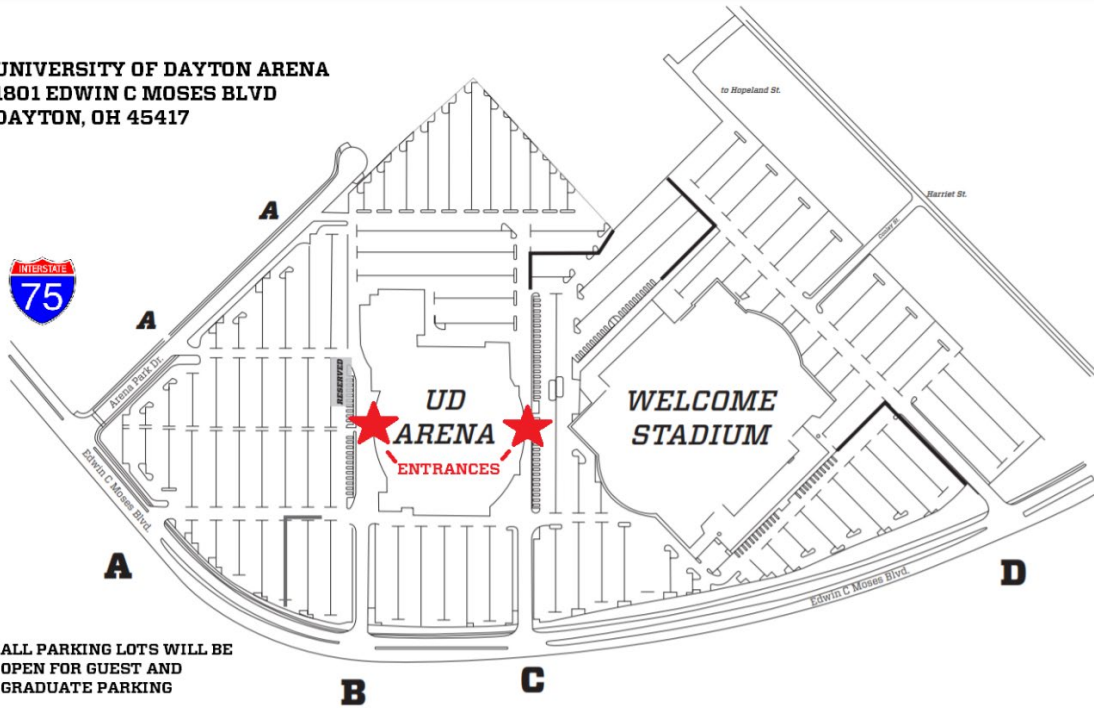 UNIVERSITY OF DAYTON ARENA
1801 EDWIN C MOSES BLVD
DAYTON, OH 45417
to Hopeland St.
Harriet St.
Conley St.
A
INTERSTATE
75
A
Arena Park Dr.
RESERVED
UD
ARENA
ENTRANCES
WELCOME
STADIUM
Edwin C Moses Blvd.
A
Edwin C Moses Blvd.
D
ALL PARKING LOTS WILL BE
OPEN FOR GUEST AND
GRADUATE PARKING
B
C